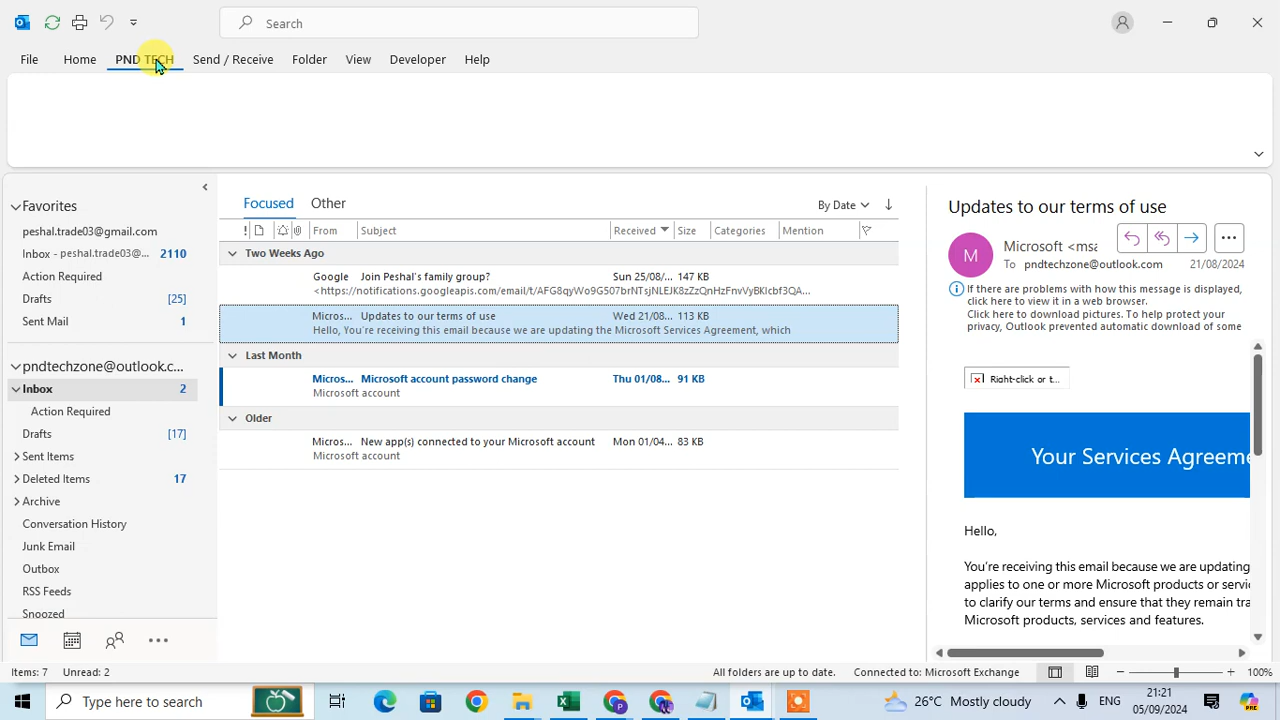 Search
File Home PND TECH Send / Receive Folder View Developer Help
Favorites
peshal.trade03@gmail.com
Inbox - peshal.trade03@... 2110
Action Required
Drafts [25]
Sent Mail 1
pndtechzone@outlook.c...
Inbox 2
Action Required
Drafts [17]
Sent Items
Deleted Items 17
Archive
Conversation History
Junk Email
Outbox
RSS Feeds
Snoozed
Focused Other By Date
From Subject Received Size Categories Mention
Two Weeks Ago
Google Join Peshal's family group? Sun 25/08/... 147 KB
<https://notifications.googleapis.com/email/t/AFG8qyWo9G507brNTsjNLEJK8zZzQnHzFnvVyBKlcbf3QA...
Micros... Updates to our terms of use Wed 21/08... 113 KB
Hello, You're receiving this email because we are updating the Microsoft Services Agreement, which
Last Month
Micros... Microsoft account password change Thu 01/08... 91 KB
Microsoft account
Older
Micros... New app(s) connected to your Microsoft account Mon 01/04... 83 KB
Microsoft account
Updates to our terms of use
M
Microsoft <msa
To pndtechzone@outlook.com 21/08/2024
If there are problems with how this message is displayed,
click here to view it in a web browser.
Click here to download pictures. To help protect your
privacy, Outlook prevented automatic download of some
Right-click or t...
Your Services Agreeme
Hello,
You're receiving this email because we are updating
applies to one or more Microsoft products or servic
to clarify our terms and ensure that they remain tra
Microsoft products, services and features.
Items: 7 Unread: 2 All folders are up to date. Connected to: Microsoft Exchange 100%
Type here to search 26°C Mostly cloudy ENG 21:21
05/09/2024